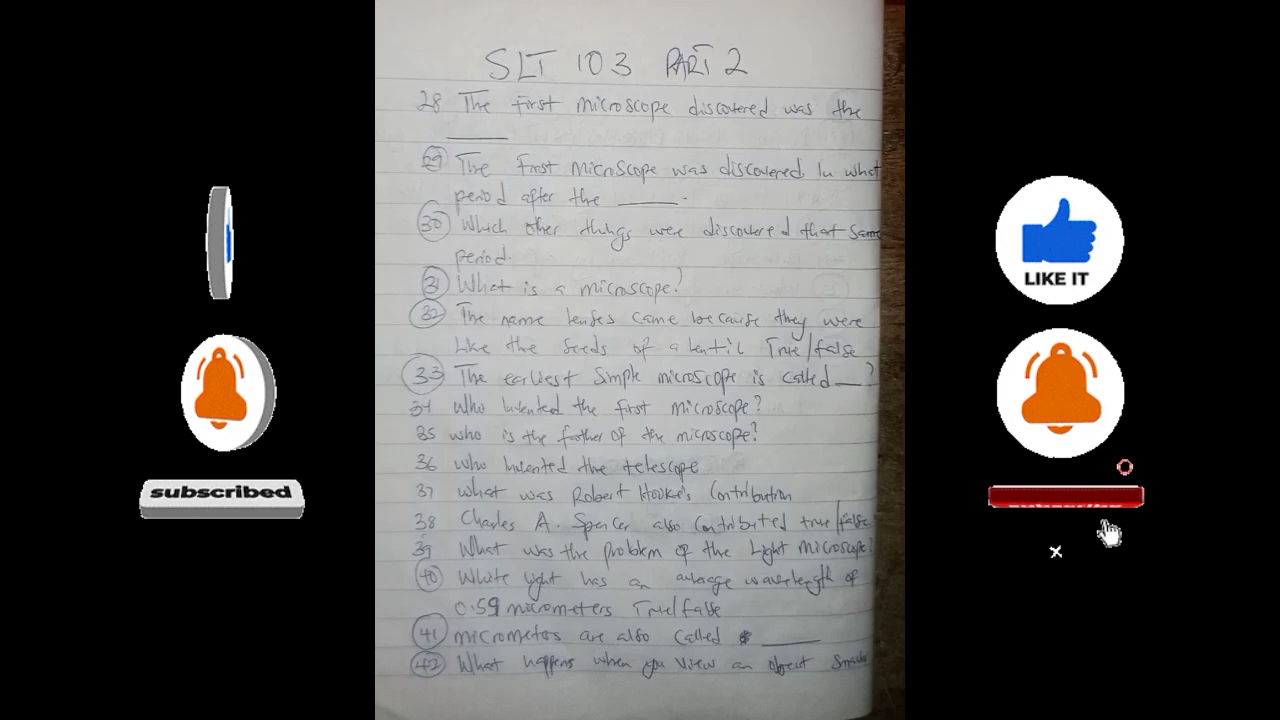 SLT 103 PART 2
28 The first microscope discovered was the
______
29 The First Microscope was discovered In what
period after the ______.
30 Which other things were discovered that same
period.
31 What is a microscope?
32 The name lenses came because they were
Like the seeds of a lentil True/false
33 The earliest Simple microscope is called __?
34 Who Invented the first Microscope?
35 who is the father of the microscope?
36 who Invented the telescope
37 what was Robert Hooke's Contribution
38 Charles A. Spencer also Contributed true/false
39 What was the problem of the Light microscope?
40 White light has an average wavelength of
0.55 micrometers True/false
41 micrometers are also called ______
42 What happens when you View an object
LIKE IT
subscribed